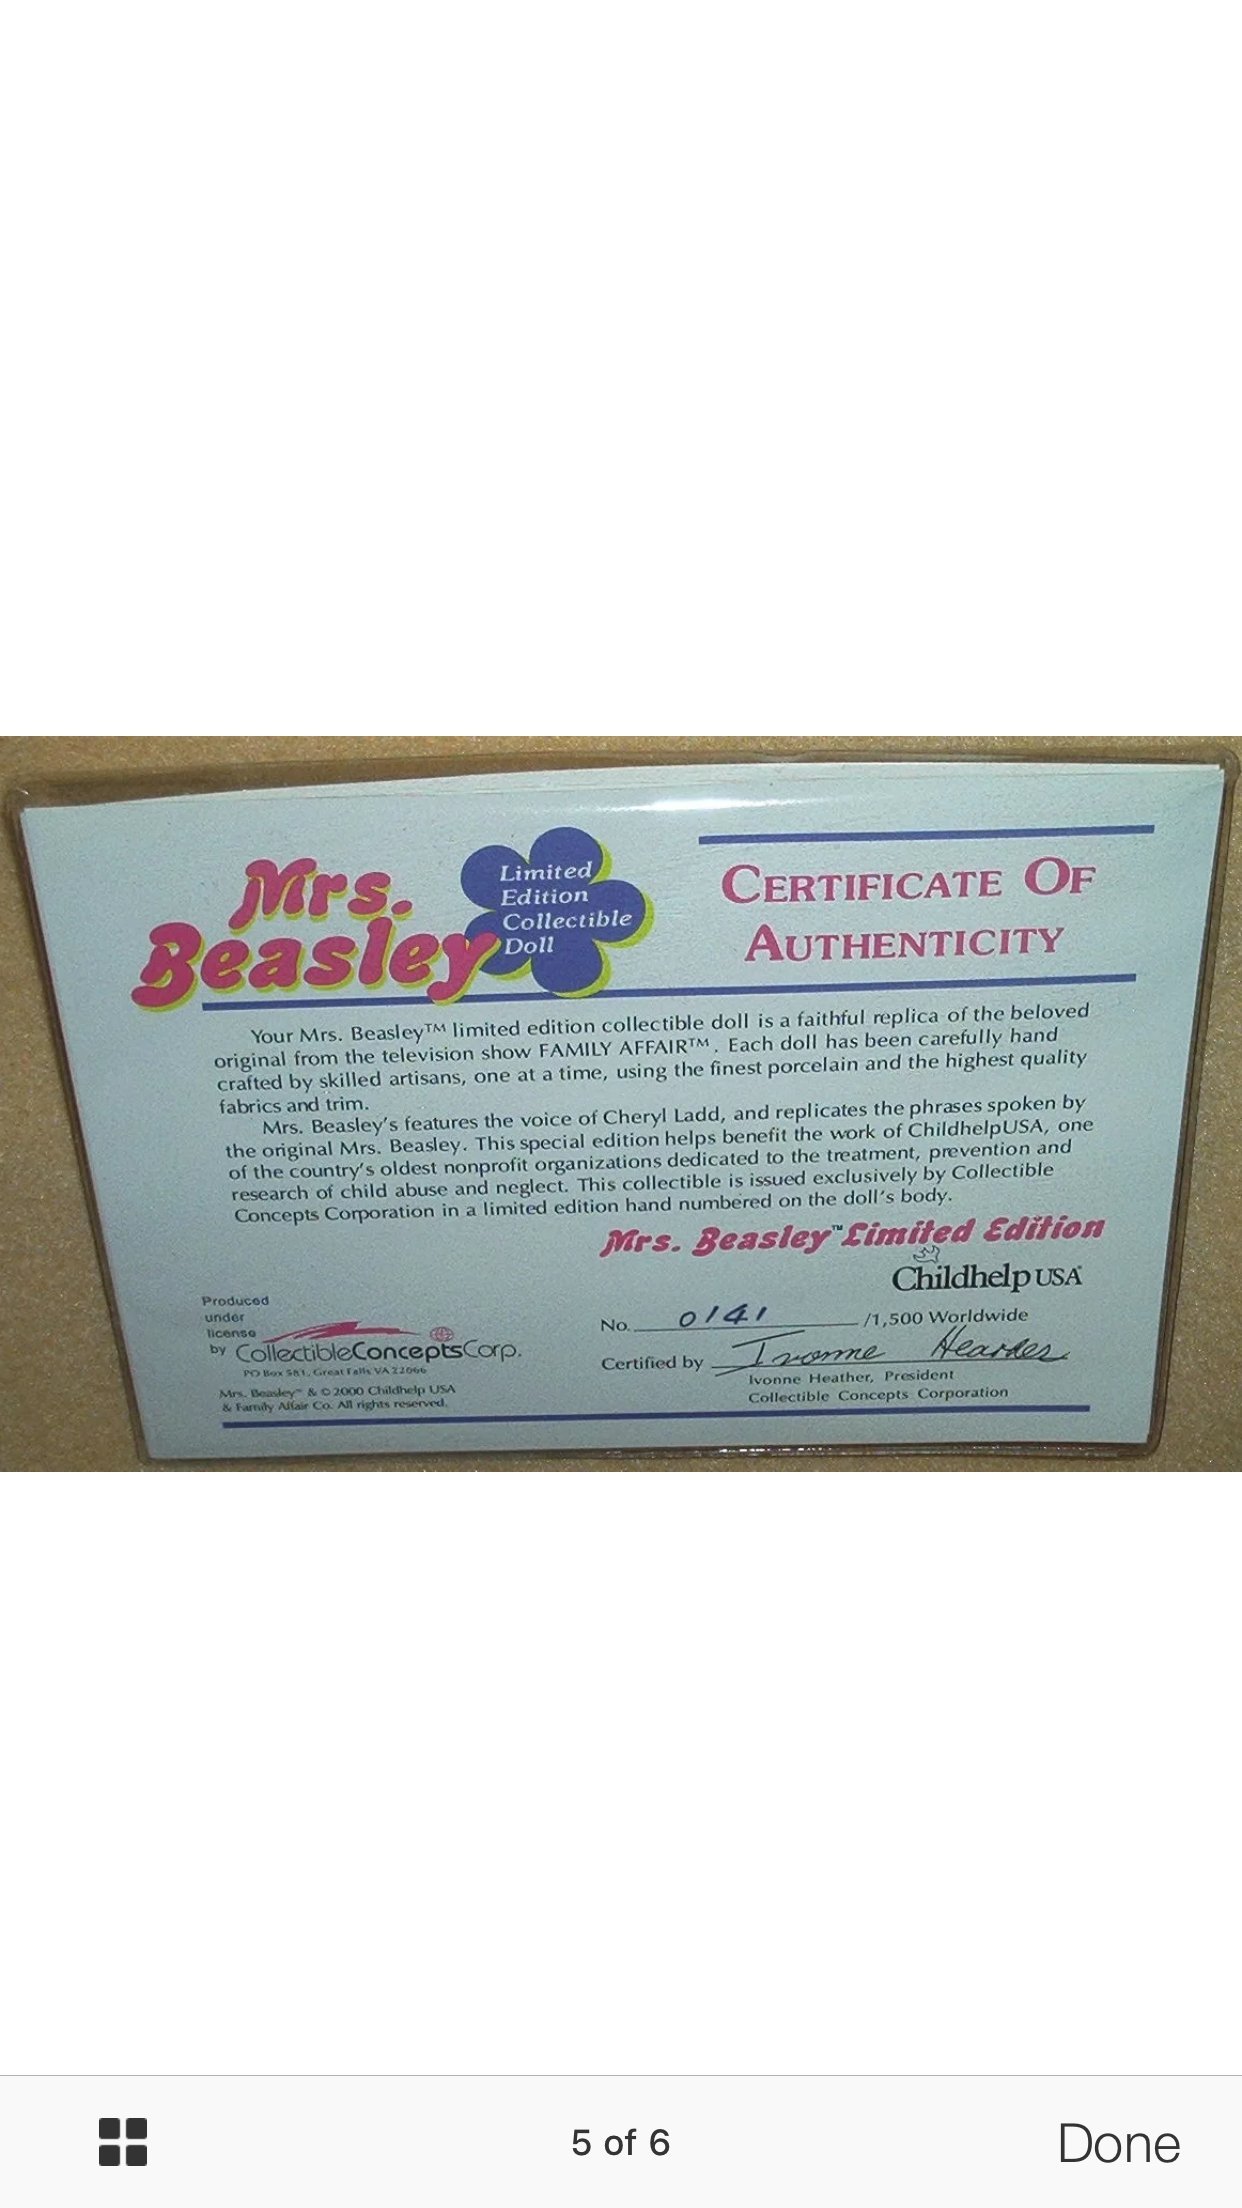 Mrs.
Beasley
Limited
Edition
Collectible
Doll
CERTIFICATE OF
AUTHENTICITY
Your Mrs. Beasley™ limited edition collectible doll is a faithful replica of the beloved
original from the television show FAMILY AFFAIR™. Each doll has been carefully hand
crafted by skilled artisans, one at a time, using the finest porcelain and the highest quality
fabrics and trim.
Mrs. Beasley's features the voice of Cheryl Ladd, and replicates the phrases spoken by
the original Mrs. Beasley. This special edition helps benefit the work of ChildhelpUSA, one
of the country's oldest nonprofit organizations dedicated to the treatment, prevention and
research of child abuse and neglect. This collectible is issued exclusively by Collectible
Concepts Corporation in a limited edition hand numbered on the doll's body.
Mrs. Beasley™ Limited Edition
Childhelp USA
Produced
under
license
by CollectibleConceptsCorp.
PO Box 581, Great Falls VA 22066
Mrs. Beasley™ & © 2000 Childhelp USA
& Family Affair Co. All rights reserved.
No. 0141 /1,500 Worldwide
Certified by Ivonne Heather
Ivonne Heather, President
Collectible Concepts Corporation
5 of 6
Done